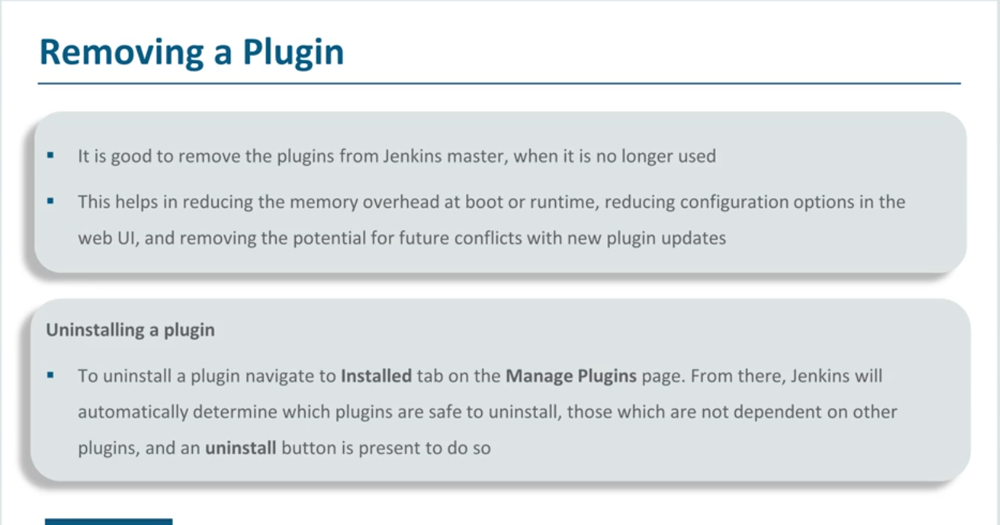 Removing a Plugin
It is good to remove the plugins from Jenkins master, when it is no longer used
This helps in reducing the memory overhead at boot or runtime, reducing configuration options in the
web UI, and removing the potential for future conflicts with new plugin updates
Uninstalling a plugin
To uninstall a plugin navigate to Installed tab on the Manage Plugins page. From there, Jenkins will
automatically determine which plugins are safe to uninstall, those which are not dependent on other
plugins, and an uninstall button is present to do so